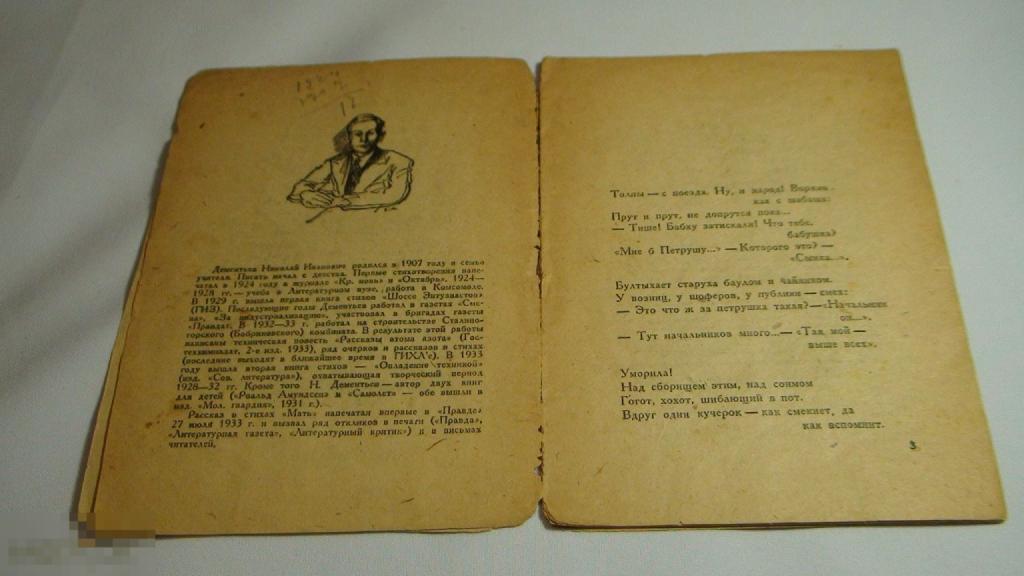 Дементьев Николай Иванович родился в 1907 году в семье
учителя. Писать начал с детства. Первые стихотворения напе-
чатал в 1924 году в журнале «Кр. новь» и «Октябрь». 1924—
1928 гг.— учеба в Литературном вузе, работа в Комсомоле.
В 1929 г. вышла первая книга стихов «Шоссе Энтузиастов»
(ГИЗ). Последующие годы Дементьев работал в газетах «Сме-
на», «За индустриализацию», участвовал в бригадах газеты
«Правда». В 1932—33 гг. работал на строительстве Сталино-
горского (Бобриковского) комбината. В результате этой работы
написаны техническая повесть «Рассказы атома азота» (Гос-
техтеоиздат, 2-е изд. 1933), ряд очерков и рассказов в стихах
(последние выходят в ближайшее время в ГИХЛ'е). В 1933
году вышла вторая книга стихов — «Овладение техникой»
(изд. «Сов. литература»), охватывающая творческий период
1928—32 гг. Кроме того Н. Дементьев — автор двух книг
для детей («Роальд Амундсен» и «Самолет» — обе вышли в
изд. «Мол. гвардия», 1931 г.).
Рассказ в стихах «Мать» напечатан впервые в «Правде»
27 июля 1933 г. и вызвал ряд откликов в печати («Правда»,
«Литературная газета», «Литературный критик») и в письмах
читателей.
Толпы — с поезда. Ну, и народ! Ворком
как с шабаша:
Прут и прут, не допрутся пока...
— Тише! Бабку затискали! Что тебе,
бабушка?
«Мне б Петрушу...» — Которого это? —
«Сынка...».
Бултыхает старуха баулом и чайником.
У возниц, у шоферов, у публики — смех:
— Это что ж за петрушка такая? — «Начальник
он...».
— Тут начальников много... — «Так мой —
выше всех».
Уморила!
Над сборищем этим, над сонмом
Гогот, хохот, шибающий в пот.
Вдруг один кучерок — как смекнет, да
как вспомнит.
3